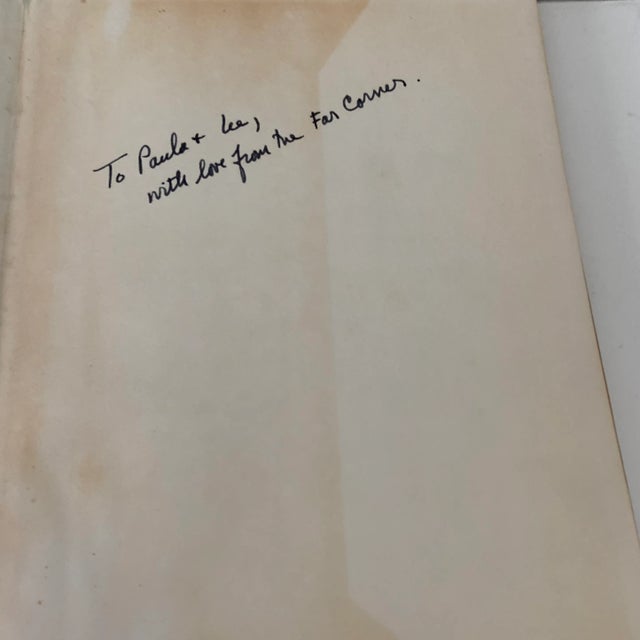 To Paula + Lee,
with love from the Far Corner.